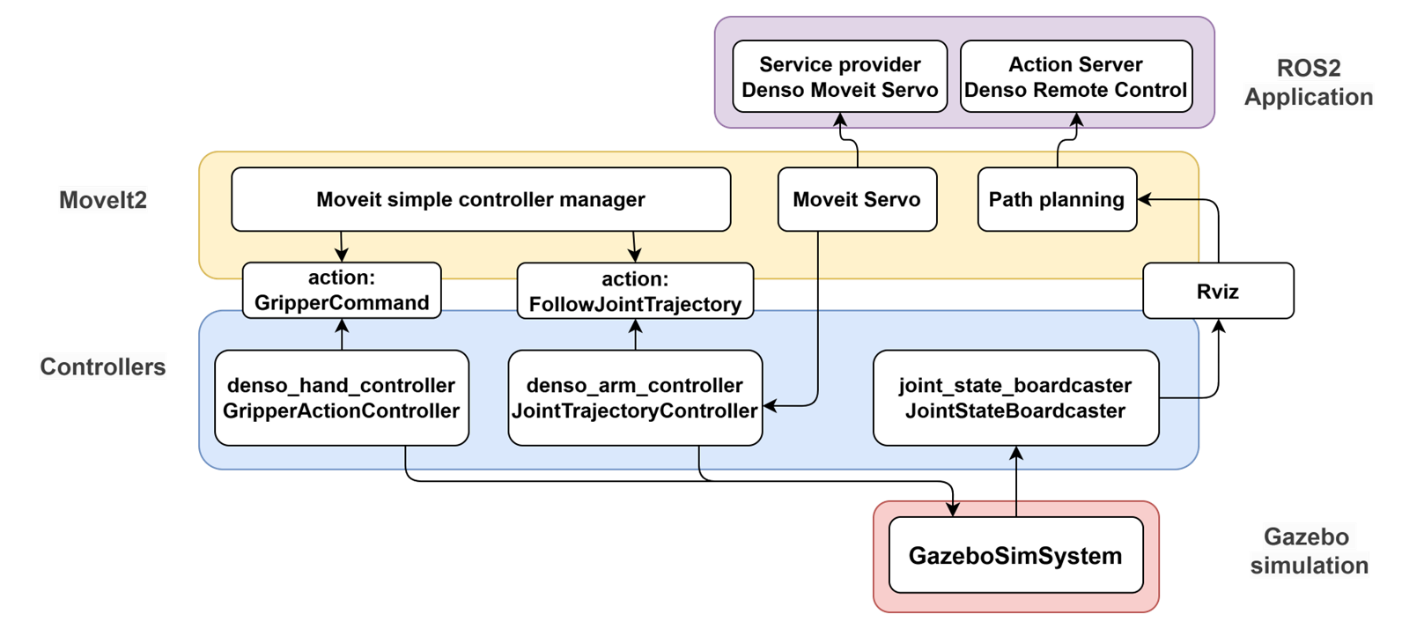 Service provider
Denso Moveit Servo
Action Server
Denso Remote Control
ROS2
Application
MoveIt2
Moveit simple controller manager
Moveit Servo
Path planning
action:
GripperCommand
action:
FollowJointTrajectory
Rviz
Controllers
denso_hand_controller
GripperActionController
denso_arm_controller
JointTrajectoryController
joint_state_boardcaster
JointStateBoardcaster
GazeboSimSystem
Gazebo
simulation